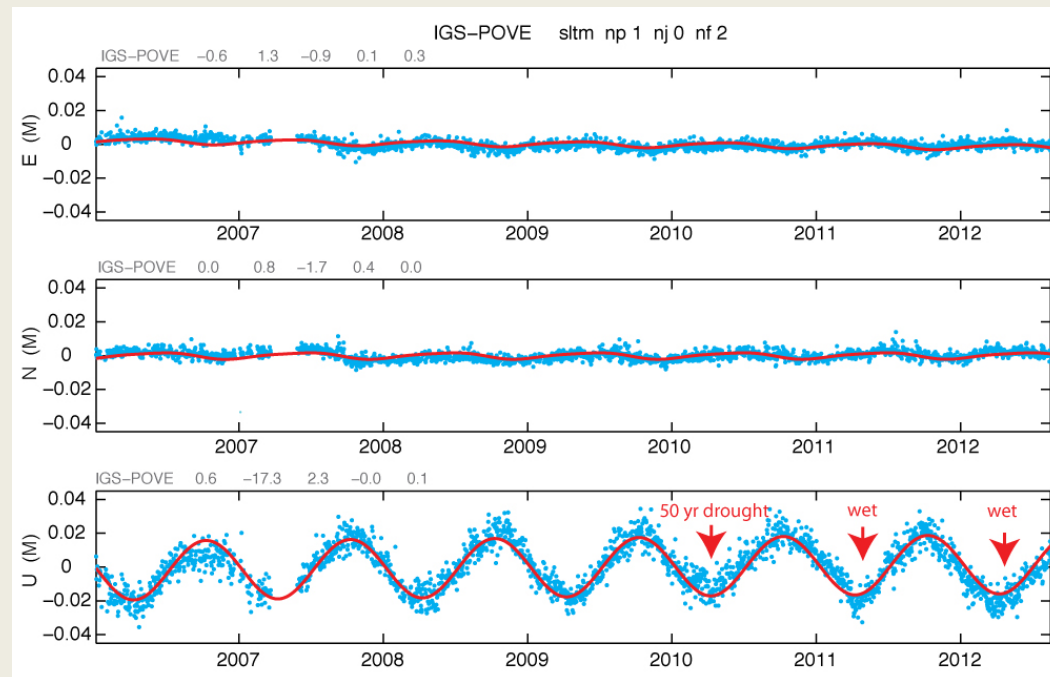 IGS-POVE sltm np 1 nj 0 nf 2
IGS-POVE −0.6 1.3 −0.9 0.1 0.3
E (M)
0.04
0.02
0
−0.02
−0.04
2007 2008 2009 2010 2011 2012
IGS-POVE 0.0 0.8 −1.7 0.4 0.0
N (M)
0.04
0.02
0
−0.02
−0.04
2007 2008 2009 2010 2011 2012
IGS-POVE 0.6 −17.3 2.3 −0.0 0.1
U (M)
0.04
0.02
0
−0.02
−0.04
50 yr drought wet wet
2007 2008 2009 2010 2011 2012